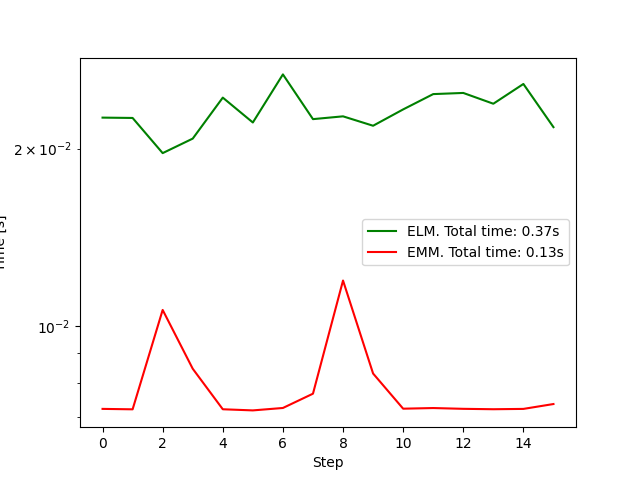 2 × 10⁻²
10⁻²
Time [s]
ELM. Total time: 0.37s
EMM. Total time: 0.13s
0 2 4 6 8 10 12 14
Step